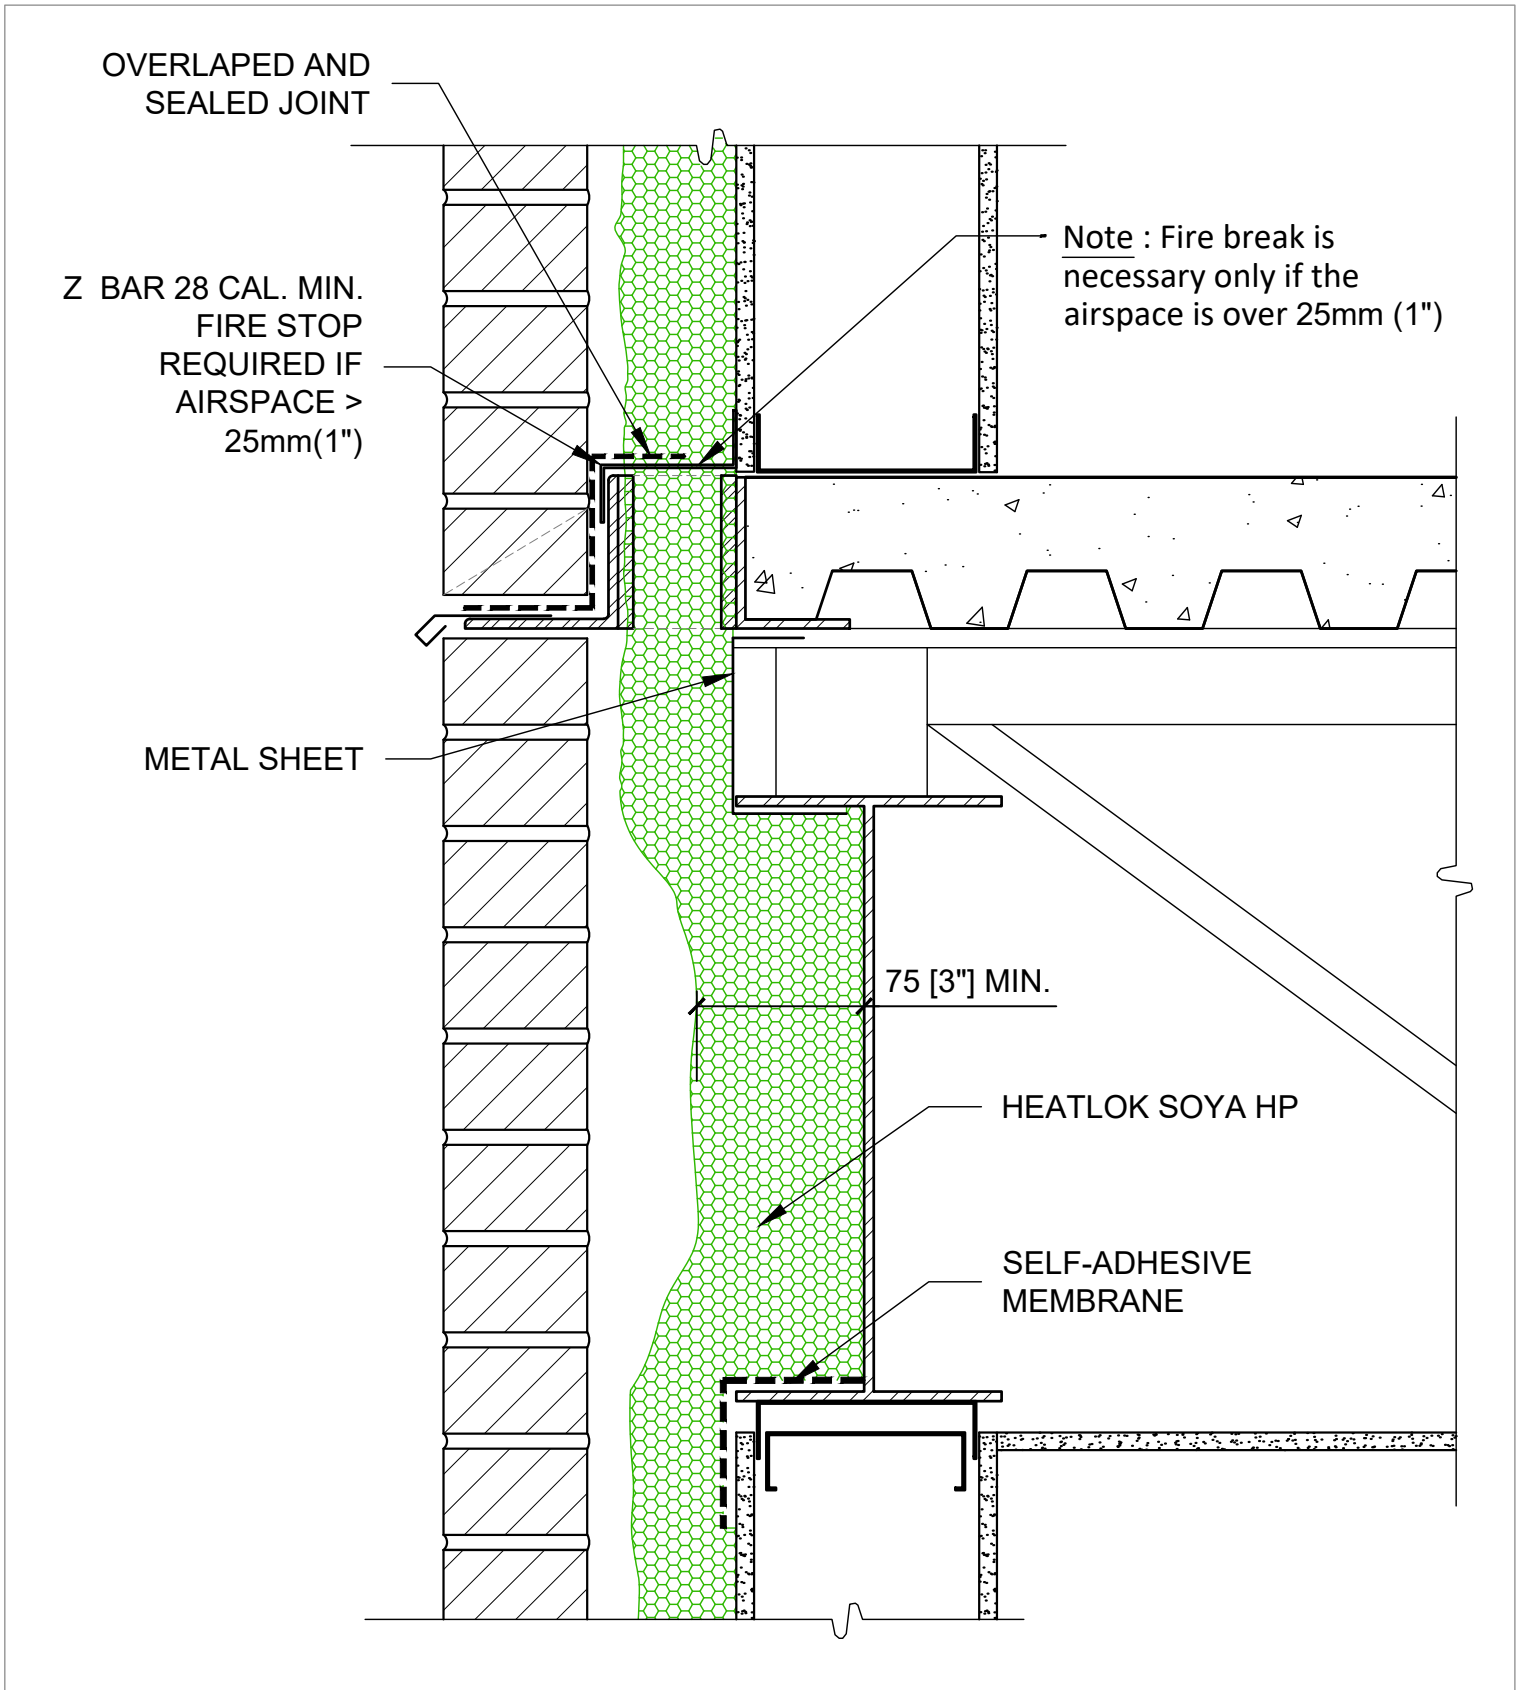 OVERLAPED AND
SEALED JOINT
Note : Fire break is
necessary only if the
airspace is over 25mm (1")
Z BAR 28 CAL. MIN.
FIRE STOP
REQUIRED IF
AIRSPACE >
25mm(1")
METAL SHEET
75 [3"] MIN.
HEATLOK SOYA HP
SELF-ADHESIVE
MEMBRANE